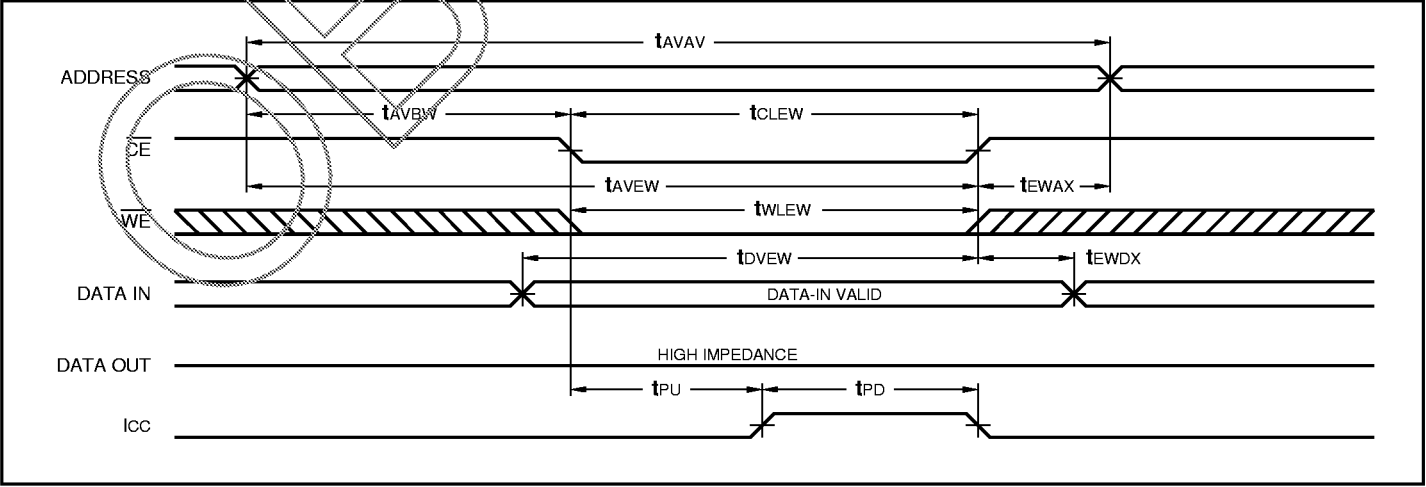 tAVAV
ADDRESS
tAVBW
tCLEW
CE
tAVEW
tEWAX
WE
tWLEW
tDVEW
tEWDX
DATA IN
DATA-IN VALID
DATA OUT
HIGH IMPEDANCE
tPU
tPD
ICC